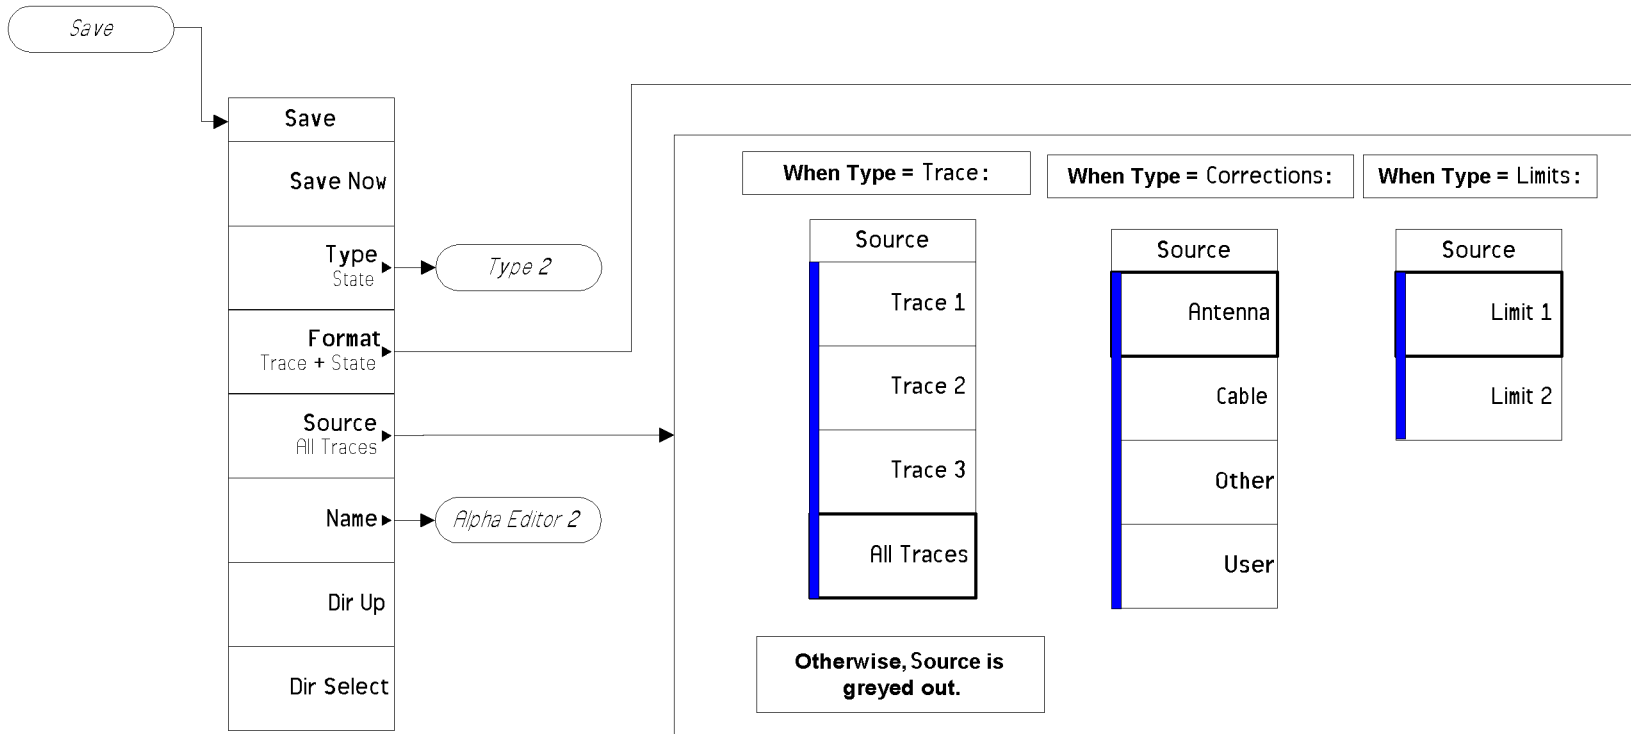 Save
Save
Save Now
Type
State
Type 2
Format
Trace + State
Source
All Traces
Name
Alpha Editor 2
Dir Up
Dir Select
When Type = Trace:
Source
Trace 1
Trace 2
Trace 3
All Traces
Otherwise, Source is
greyed out.
When Type = Corrections:
Source
Antenna
Cable
Other
User
When Type = Limits:
Source
Limit 1
Limit 2